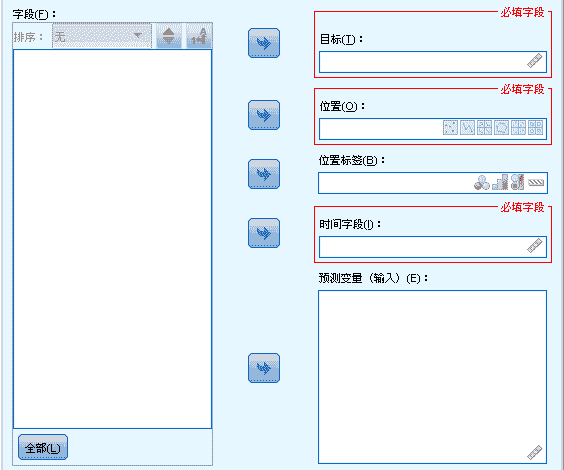 字段(F)：
排序：
无
全部(L)
必填字段
目标(T)：
必填字段
位置(O)：
位置标签(B)：
必填字段
时间字段(I)：
预测变量（输入）(E)：